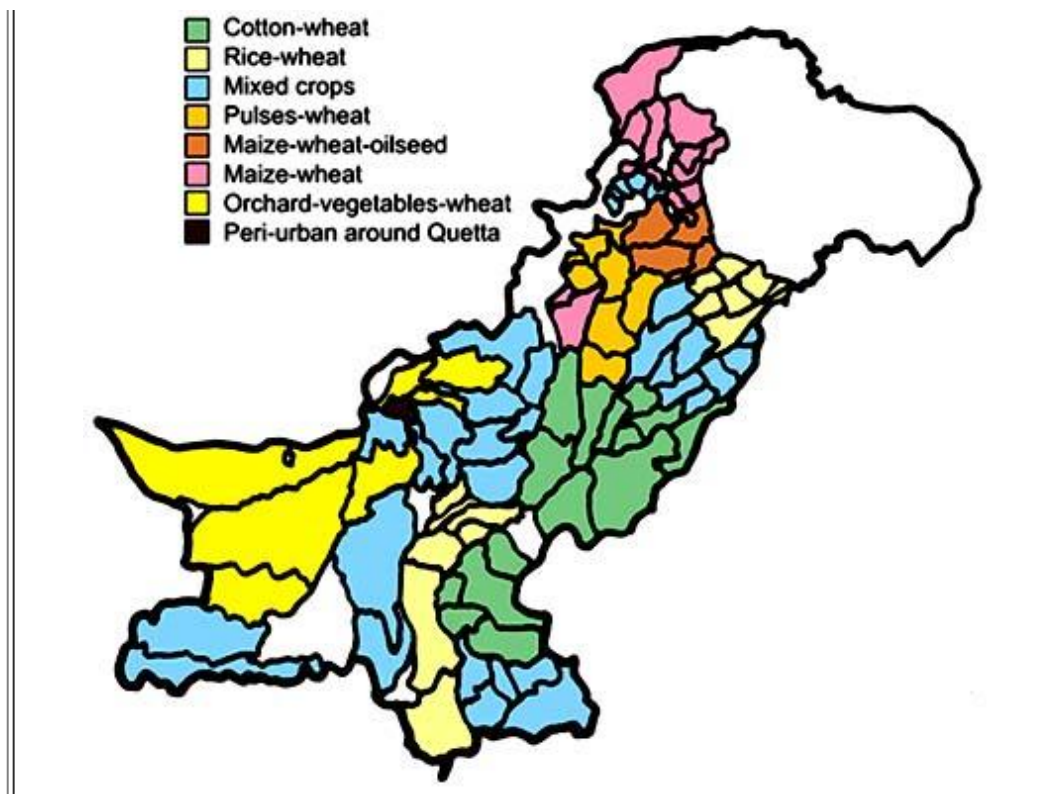 Cotton-wheat
Rice-wheat
Mixed crops
Pulses-wheat
Maize-wheat-oilseed
Maize-wheat
Orchard-vegetables-wheat
Peri-urban around Quetta